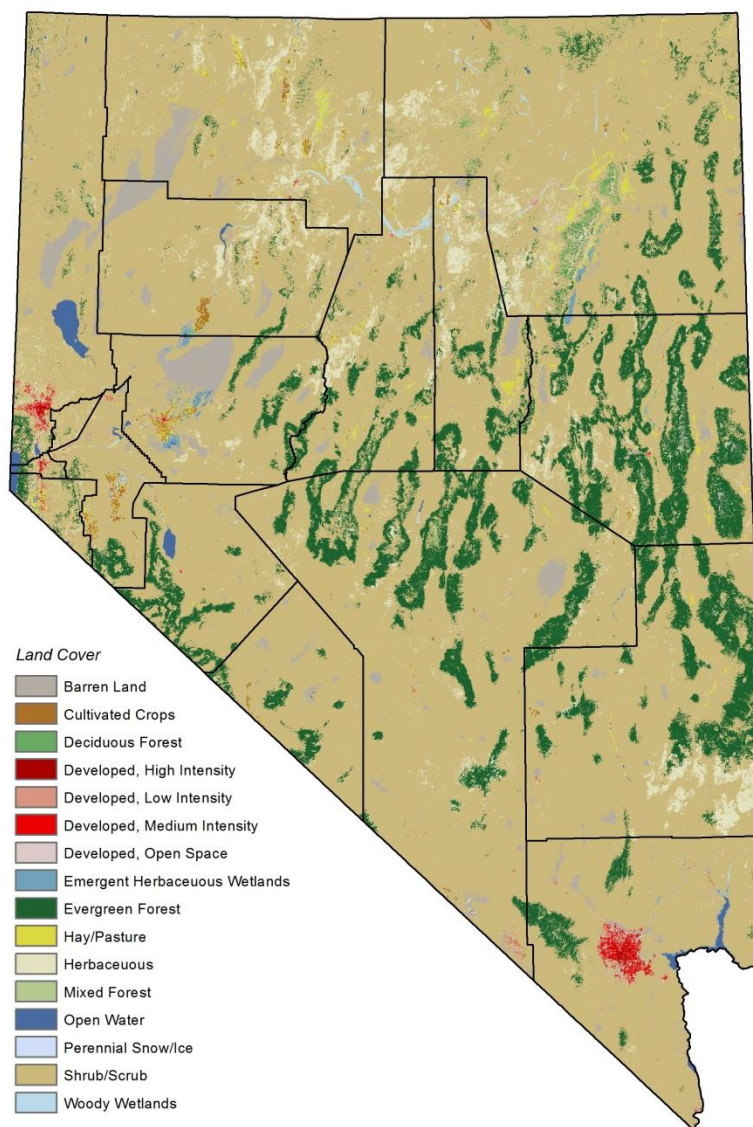 Land Cover
Barren Land
Cultivated Crops
Deciduous Forest
Developed, High Intensity
Developed, Low Intensity
Developed, Medium Intensity
Developed, Open Space
Emergent Herbaceuous Wetlands
Evergreen Forest
Hay/Pasture
Herbaceuous
Mixed Forest
Open Water
Perennial Snow/Ice
Shrub/Scrub
Woody Wetlands